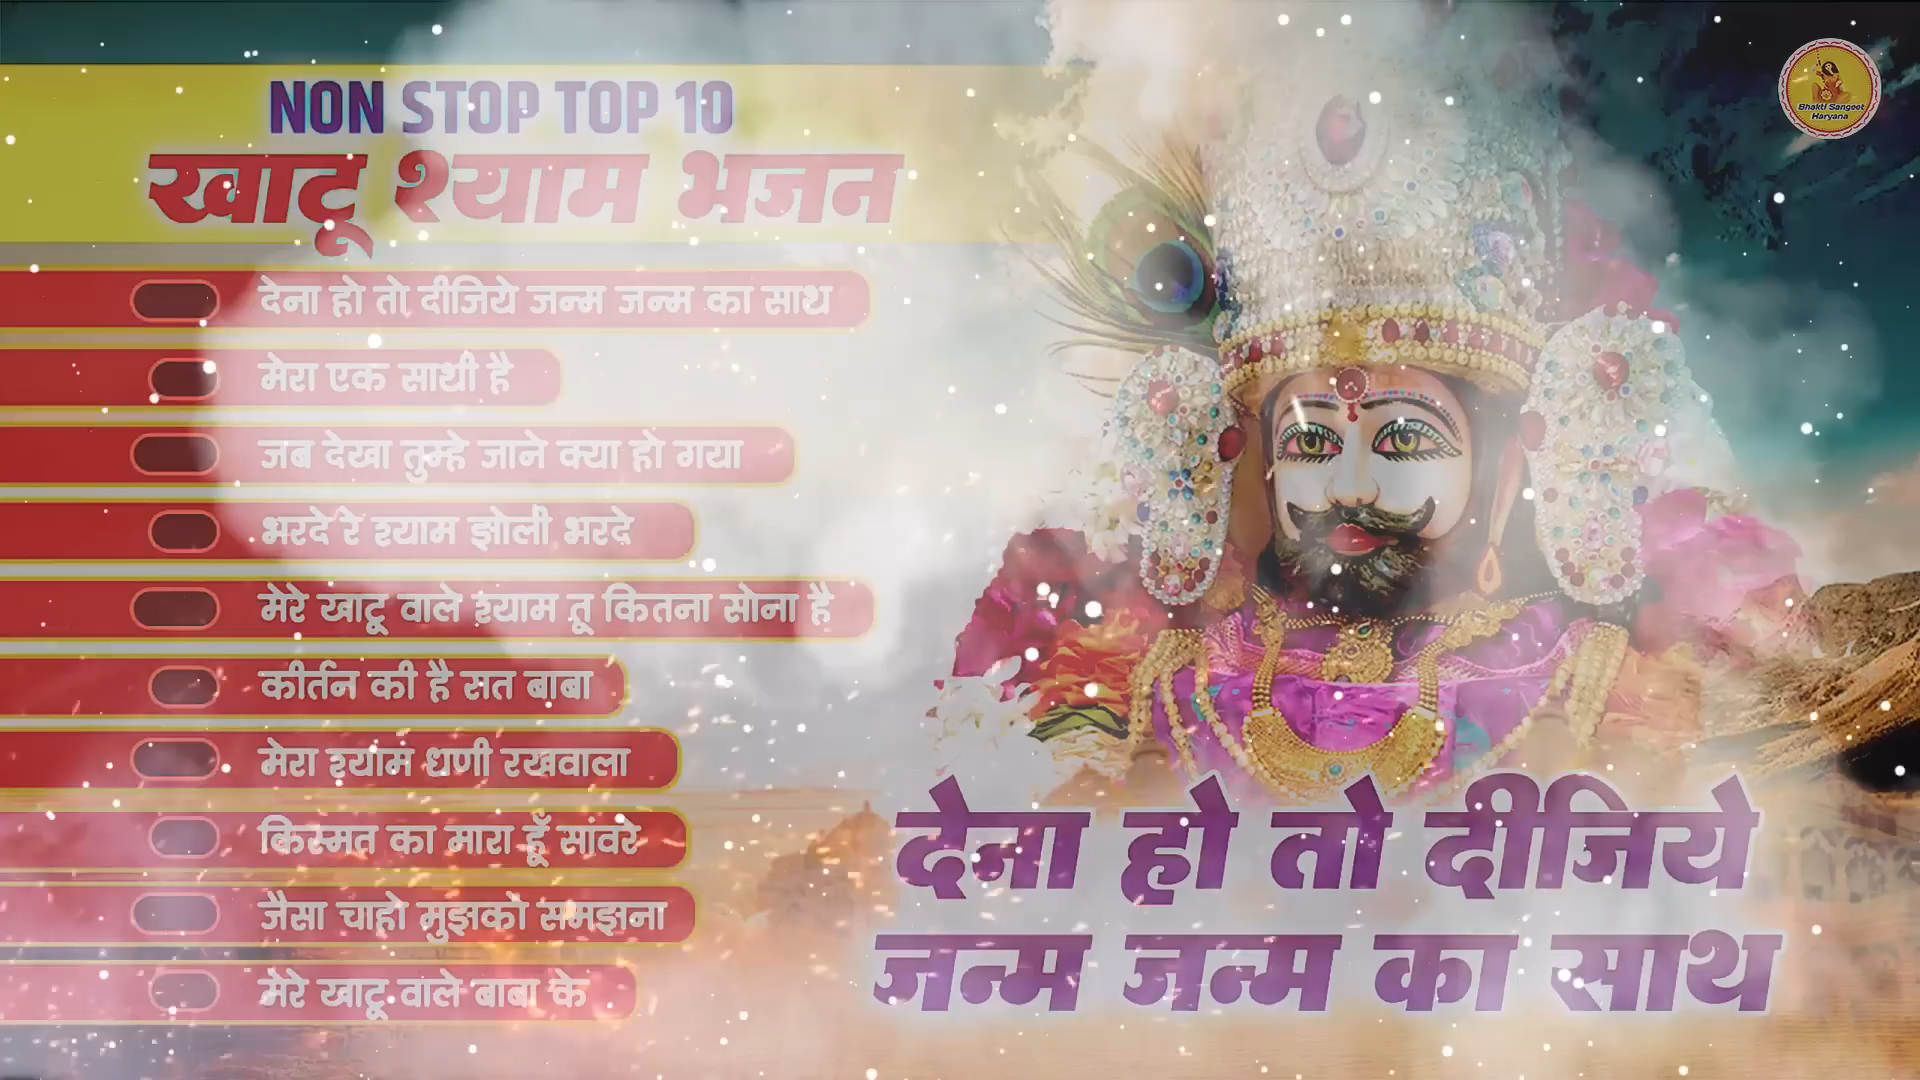 NON STOP TOP 10
खाटू श्याम भजन
देना हो तो दीजिये जन्म जन्म का साथ
मेरा एक साथी है
जब देखा तुम्हे जाने क्या हो गया
भरदे रे श्याम झोली भरदे
मेरे खाटू वाले श्याम तू कितना सोना है
कीर्तन की है रात बाबा
मेरा श्याम धणी रखवाला
किस्मत का मारा हूँ सांवरे
जैसा चाहो मुझको समझना
मेरे खाटू वाले बाबा के
देना हो तो दीजिये
जन्म जन्म का साथ
Bhakti Sangeet
Haryana